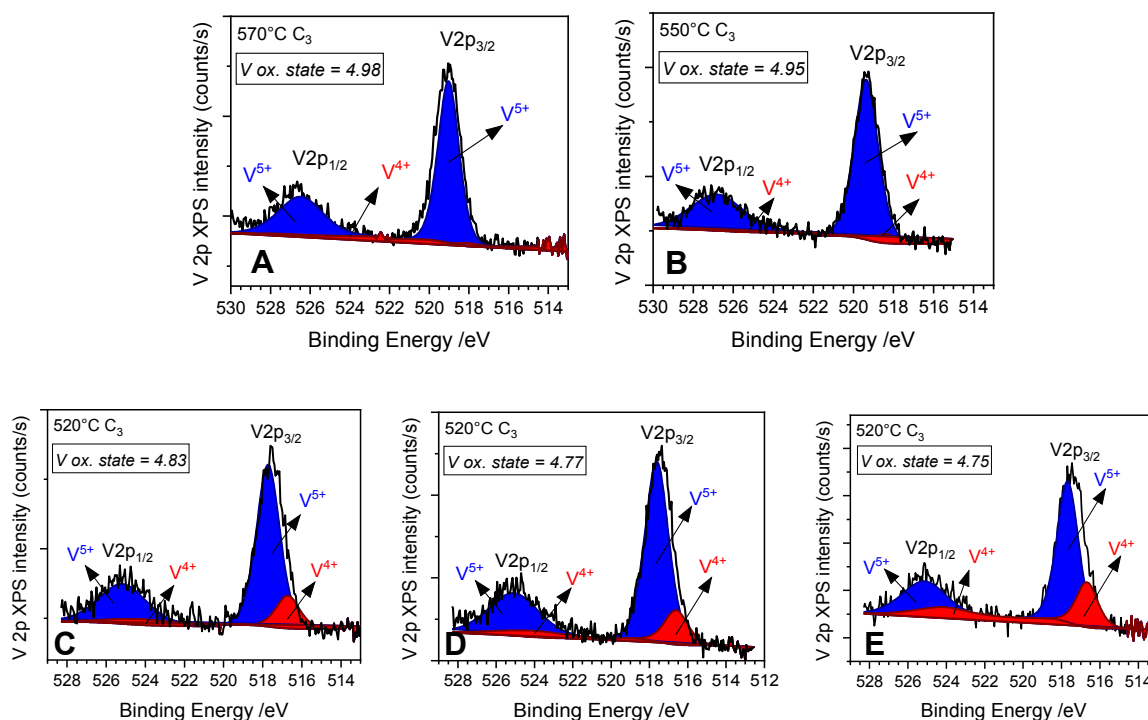 V 2p XPS intensity (counts/s)
570°C C₃
V ox. state = 4.98
V2p₃/₂
V⁵⁺
V2p₁/₂
V⁵⁺
V⁴⁺
A
530 528 526 524 522 520 518 516 514
Binding Energy /eV
V 2p XPS intensity (counts/s)
550°C C₃
V ox. state = 4.95
V2p₃/₂
V⁵⁺
V2p₁/₂
V⁵⁺
V⁴⁺
V⁴⁺
B
530 528 526 524 522 520 518 516 514
Binding Energy /eV
V 2p XPS intensity (counts/s)
520°C C₃
V ox. state = 4.83
V2p₃/₂
V⁵⁺
V2p₁/₂
V⁵⁺
V⁴⁺
V⁴⁺
C
528 526 524 522 520 518 516 514
Binding Energy /eV
V 2p XPS intensity (counts/s)
520°C C₃
V ox. state = 4.77
V2p₃/₂
V⁵⁺
V2p₁/₂
V⁵⁺
V⁴⁺
V⁴⁺
D
528 526 524 522 520 518 516 514 512
Binding Energy /eV
V 2p XPS intensity (counts/s)
520°C C₃
V ox. state = 4.75
V2p₃/₂
V⁵⁺
V2p₁/₂
V⁵⁺
V⁴⁺
V⁴⁺
E
528 526 524 522 520 518 516 514
Binding Energy /eV